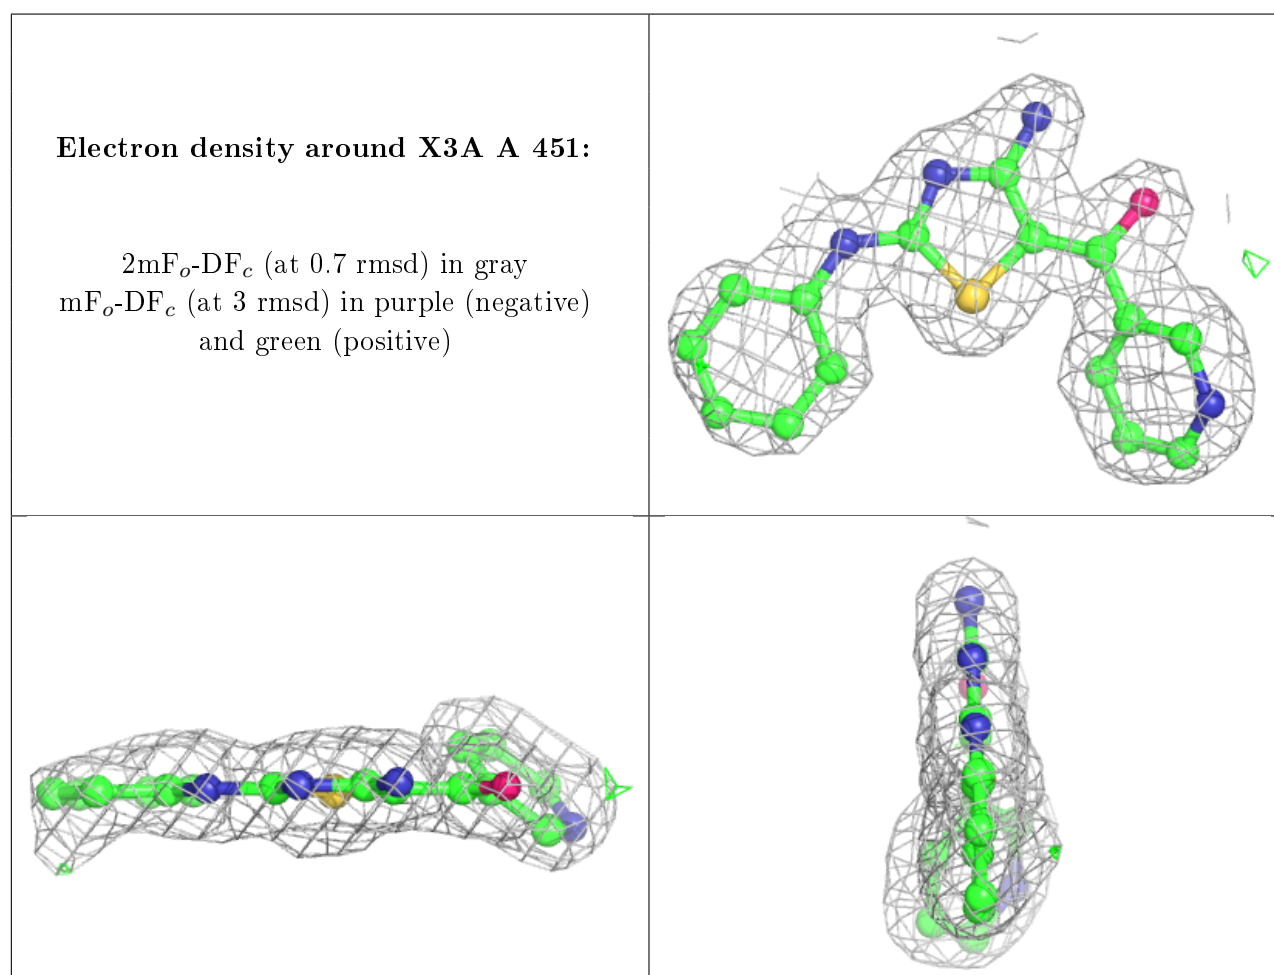 Electron density around X3A A 451:
2mFo-DFc (at 0.7 rmsd) in gray
mFo-DFc (at 3 rmsd) in purple (negative)
and green (positive)